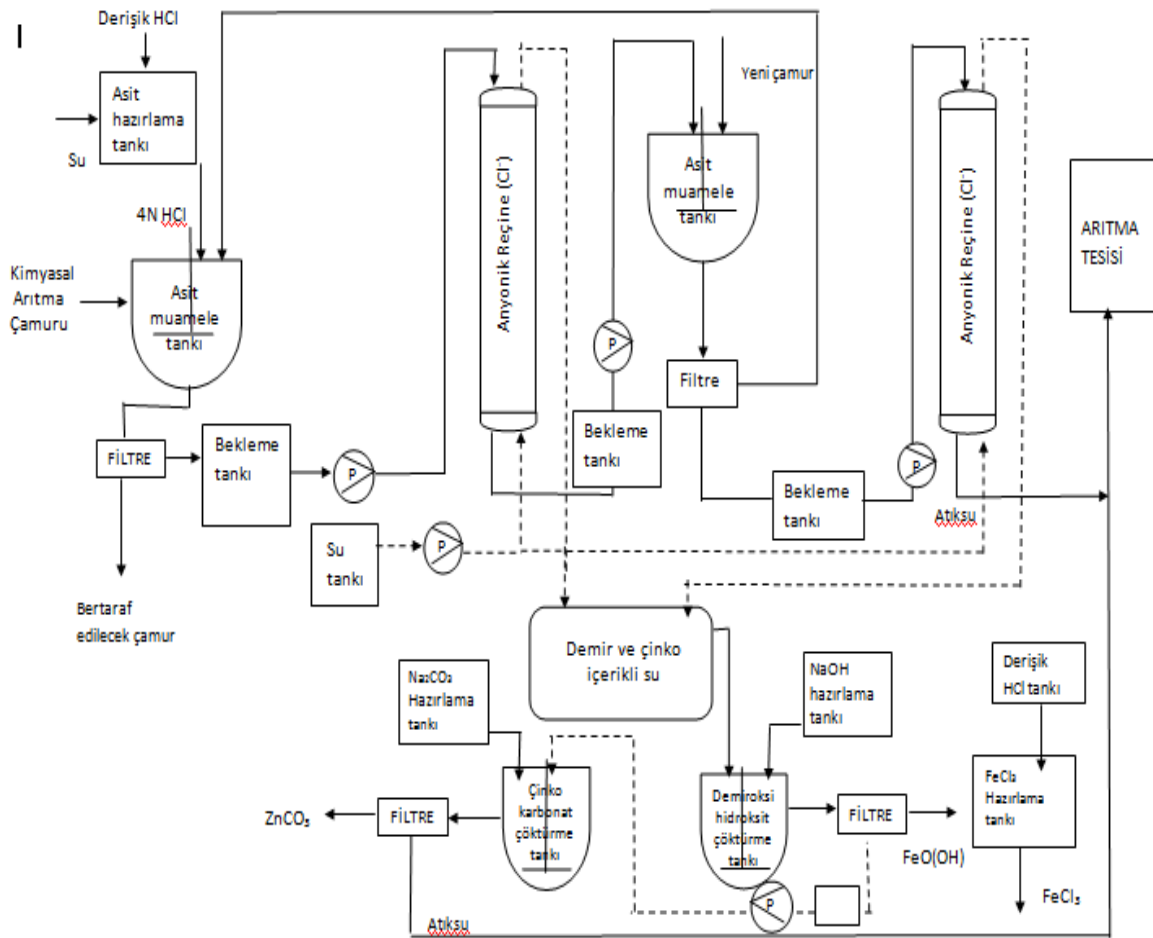 I
Derişik HCl
Asit
hazırlama
tankı
Su
4N HCl
Kimyasal
Arıtma
Çamuru
Asit
muamele
tankı
FİLTRE
Bekleme
tankı
P
Bertaraf
edilecek çamur
Su
tankı
P
Anyonik Reçine (Cl⁻)
P
Bekleme
tankı
Yeni çamur
Asit
muamele
tankı
Filtre
Bekleme
tankı
P
Anyonik Reçine (Cl⁻)
Atıksu
ARITMA
TESİSİ
Demir ve çinko
içerikli su
Na₂CO₃
Hazırlama
tankı
NaOH
hazırlama
tankı
Derişik
HCl tankı
ZnCO₃
FİLTRE
Çinko
karbonat
çöktürme
tankı
Demiroksi
hidroksit
çöktürme
tankı
FİLTRE
FeO(OH)
FeCl₃
Hazırlama
tankı
P
FeCl₃
Atıksu